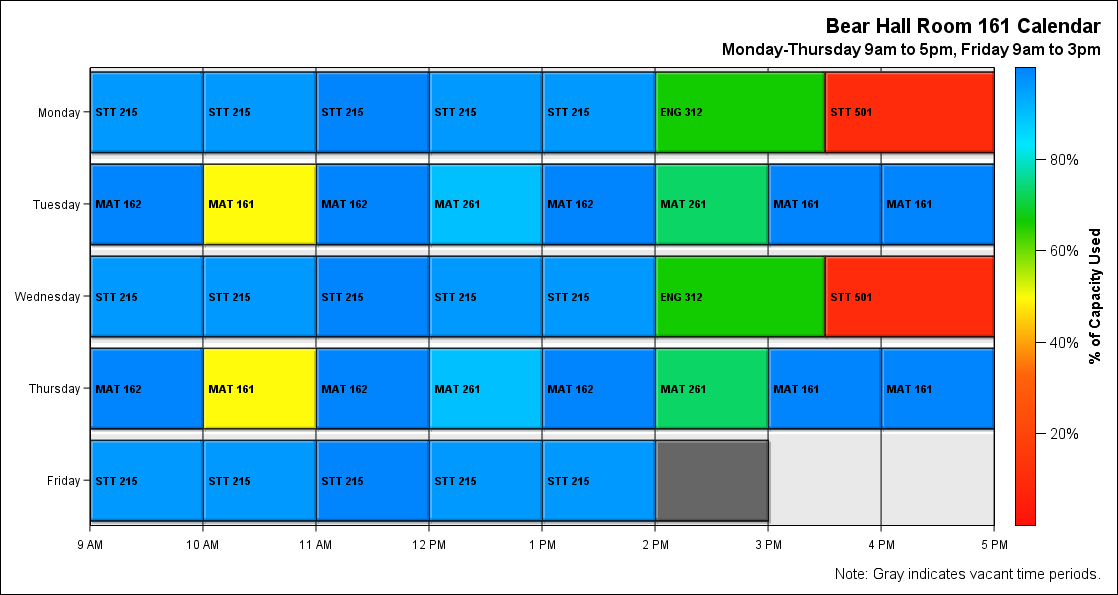 Bear Hall Room 161 Calendar
Monday-Thursday 9am to 5pm, Friday 9am to 3pm
Monday STT 215 STT 215 STT 215 STT 215 STT 215 ENG 312 STT 501
Tuesday MAT 162 MAT 161 MAT 162 MAT 261 MAT 162 MAT 261 MAT 161 MAT 161
Wednesday STT 215 STT 215 STT 215 STT 215 STT 215 ENG 312 STT 501
Thursday MAT 162 MAT 161 MAT 162 MAT 261 MAT 162 MAT 261 MAT 161 MAT 161
Friday STT 215 STT 215 STT 215 STT 215 STT 215
9 AM 10 AM 11 AM 12 PM 1 PM 2 PM 3 PM 4 PM 5 PM
80%
60%
40%
20%
% of Capacity Used
Note: Gray indicates vacant time periods.